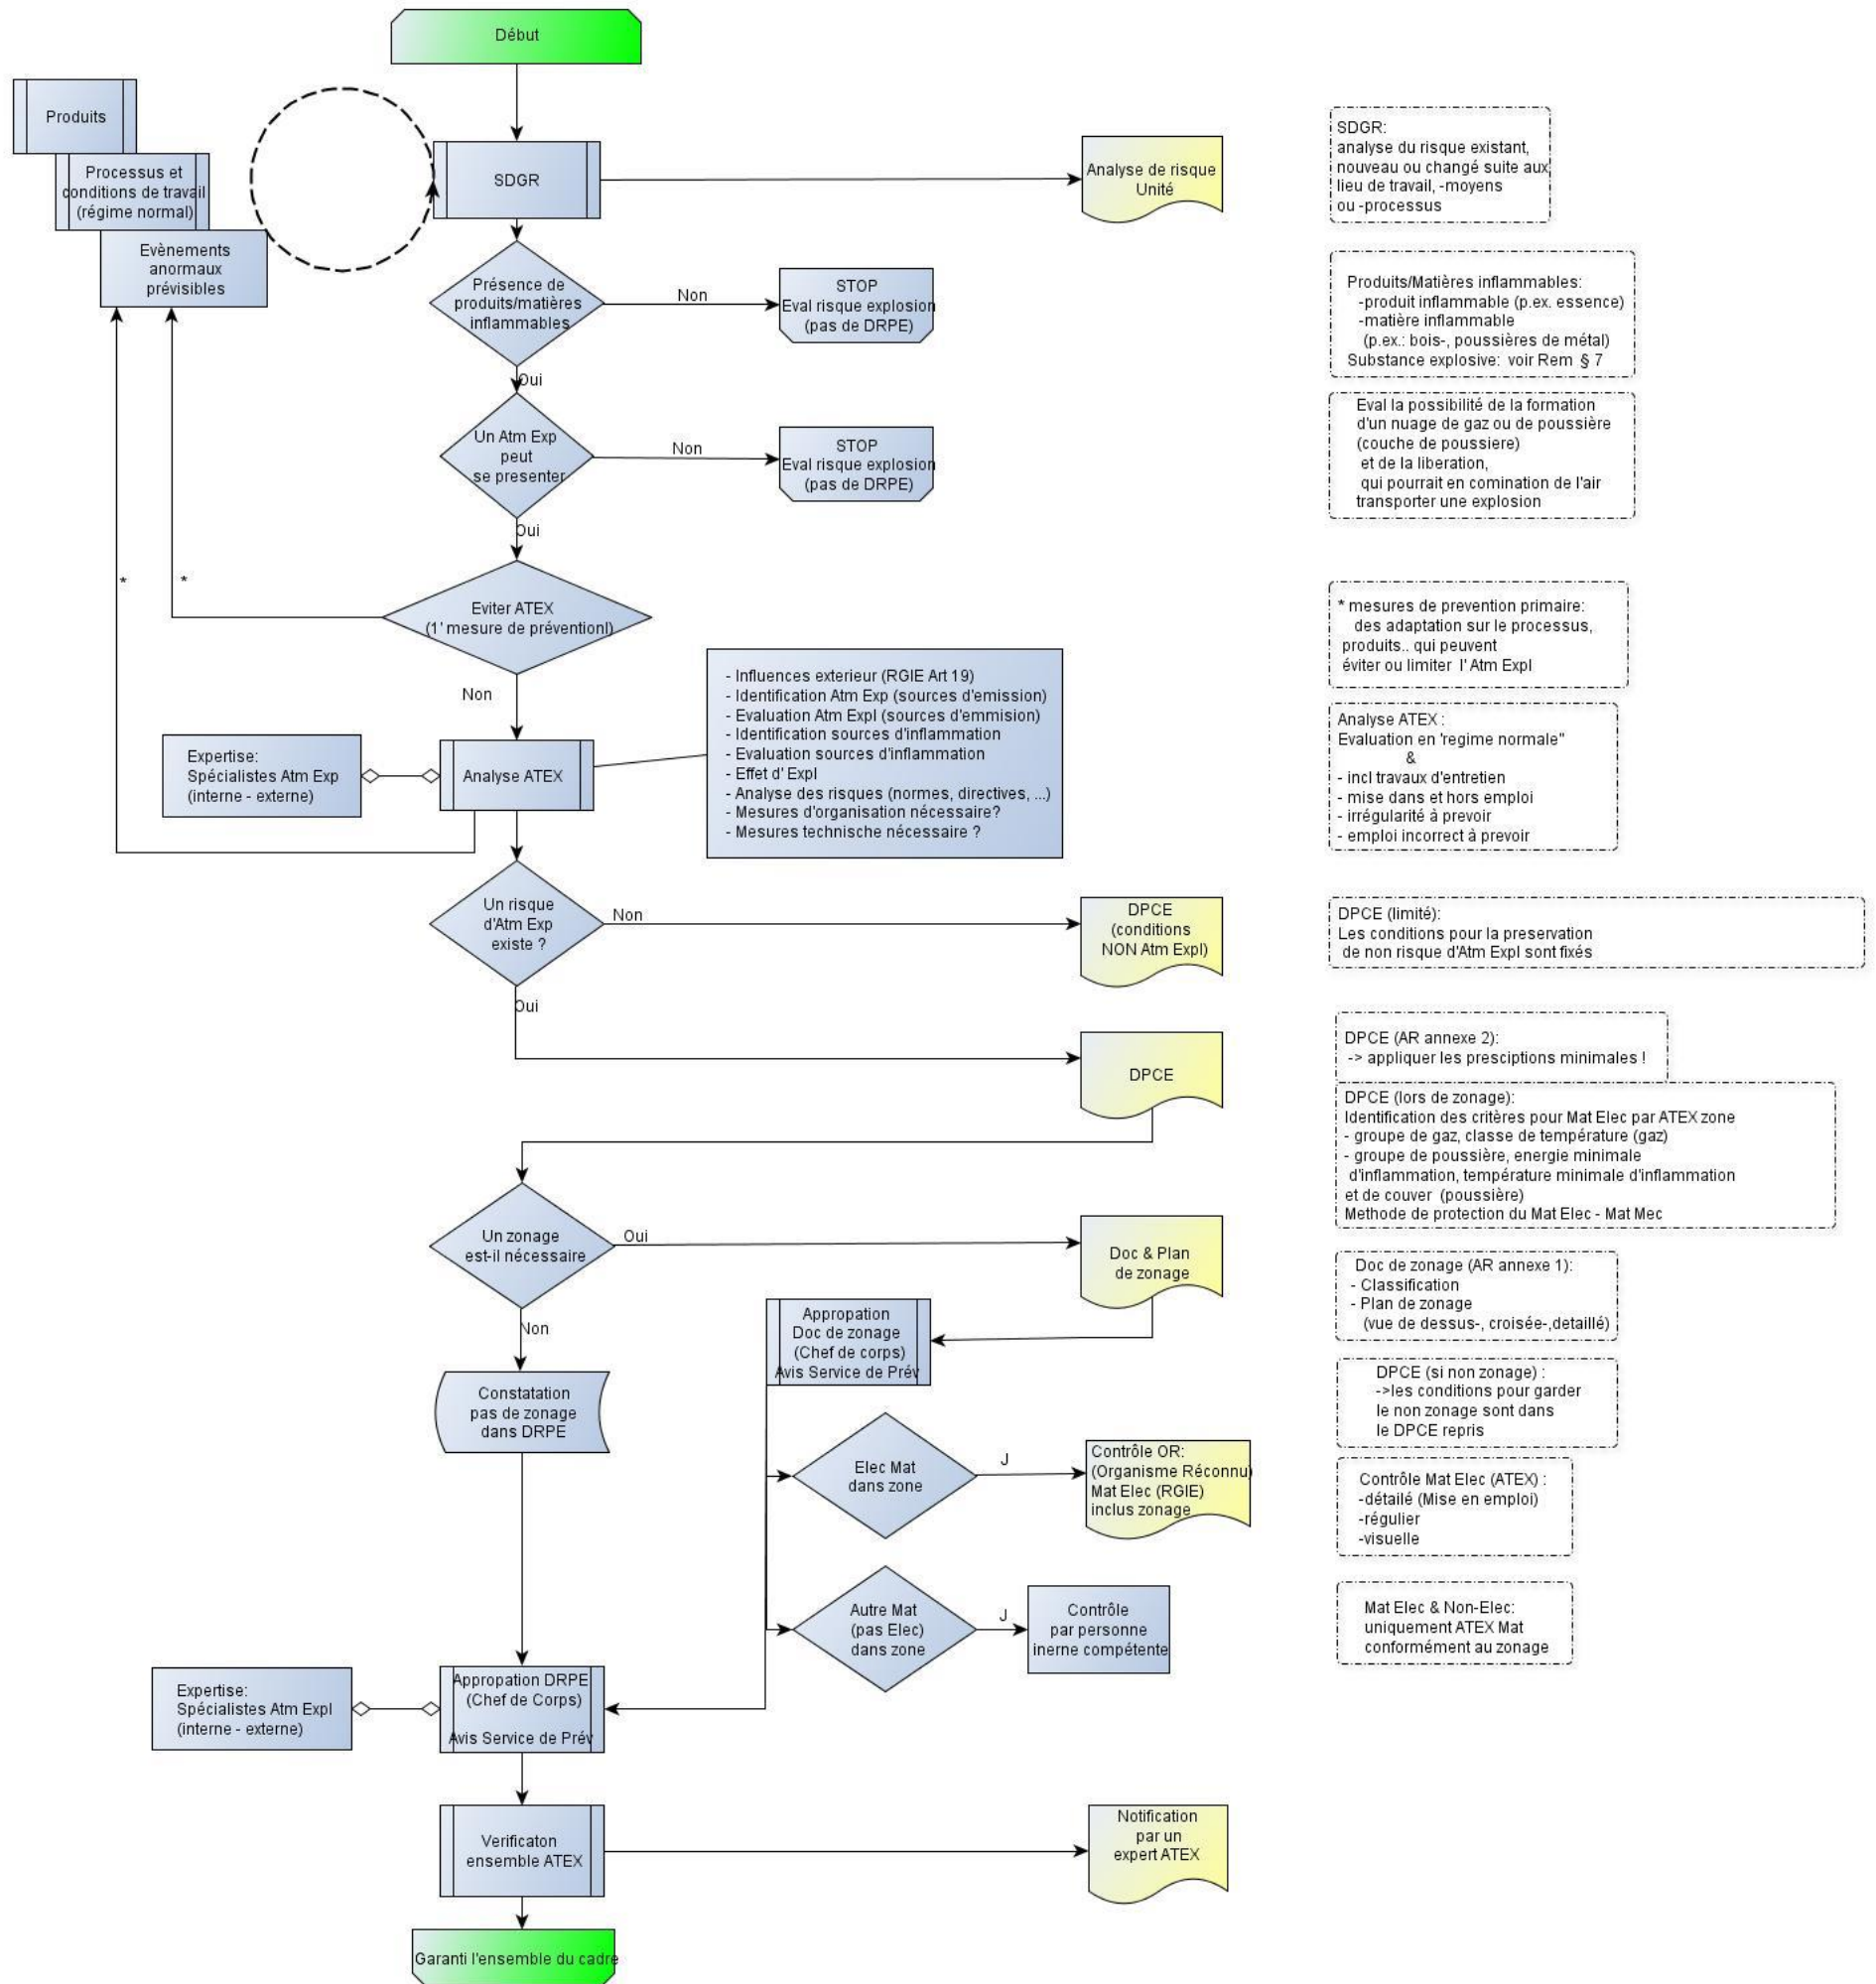 Début
Produits
Processus et
conditions de travail
(régime normal)
Evènements
anormaux
prévisibles
SDGR
Analyse de risque
Unité
SDGR:
analyse du risque existant,
nouveau ou changé suite aux
lieu de travail, -moyens
ou -processus
Présence de
produits/matières
inflammables
Non
STOP
Eval risque explosion
(pas de DRPE)
Produits/Matières inflammables:
-produit inflammable (p.ex. essence)
-matière inflammable
(p.ex.: bois-, poussières de métal)
Substance explosive: voir Rem § 7
Oui
Un Atm Exp
peut
se presenter
Non
STOP
Eval risque explosion
(pas de DRPE)
Eval la possibilité de la formation
d'un nuage de gaz ou de poussière
(couche de poussiere)
et de la liberation,
qui pourrait en comination de l'air
transporter une explosion
Oui
*
*
Eviter ATEX
(1' mesure de préventionl)
* mesures de prevention primaire:
des adaptation sur le processus,
produits.. qui peuvent
éviter ou limiter l' Atm Expl
Non
- Influences exterieur (RGIE Art 19)
- Identification Atm Exp (sources d'emission)
- Evaluation Atm Expl (sources d'emmision)
- Identification sources d'inflammation
- Evaluation sources d'inflammation
- Effet d' Expl
- Analyse des risques (normes, directives, ...)
- Mesures d'organisation nécessaire?
- Mesures technische nécessaire ?
Expertise:
Spécialistes Atm Exp
(interne - externe)
Analyse ATEX
Analyse ATEX :
Evaluation en 'regime normale"
&
- incl travaux d'entretien
- mise dans et hors emploi
- irrégularité à prevoir
- emploi incorrect à prevoir
Un risque
d'Atm Exp
existe ?
Non
DPCE
(conditions
NON Atm Expl)
DPCE (limité):
Les conditions pour la preservation
de non risque d'Atm Expl sont fixés
Oui
DPCE
DPCE (AR annexe 2):
-> appliquer les presciptions minimales !
DPCE (lors de zonage):
Identification des critères pour Mat Elec par ATEX zone
- groupe de gaz, classe de température (gaz)
- groupe de poussière, energie minimale
d'inflammation, température minimale d'inflammation
et de couver (poussière)
Methode de protection du Mat Elec - Mat Mec
Un zonage
est-il nécessaire
Oui
Doc & Plan
de zonage
Doc de zonage (AR annexe 1):
- Classification
- Plan de zonage
(vue de dessus-, croisée-,detaillé)
Non
Appropation
Doc de zonage
(Chef de corps)
Avis Service de Prév
Constatation
pas de zonage
dans DRPE
DPCE (si non zonage) :
->les conditions pour garder
le non zonage sont dans
le DPCE repris
Elec Mat
dans zone
J
Contrôle OR:
(Organisme Réconnu)
Mat Elec (RGIE)
inclus zonage
Contrôle Mat Elec (ATEX) :
-détailé (Mise en emploi)
-régulier
-visuelle
Autre Mat
(pas Elec)
dans zone
J
Contrôle
par personne
inerne compétente
Mat Elec & Non-Elec:
uniquement ATEX Mat
conformément au zonage
Expertise:
Spécialistes Atm Expl
(interne - externe)
Appropation DRPE
(Chef de Corps)
Avis Service de Prév
Verificaton
ensemble ATEX
Notification
par un
expert ATEX
Garanti l'ensemble du cadre